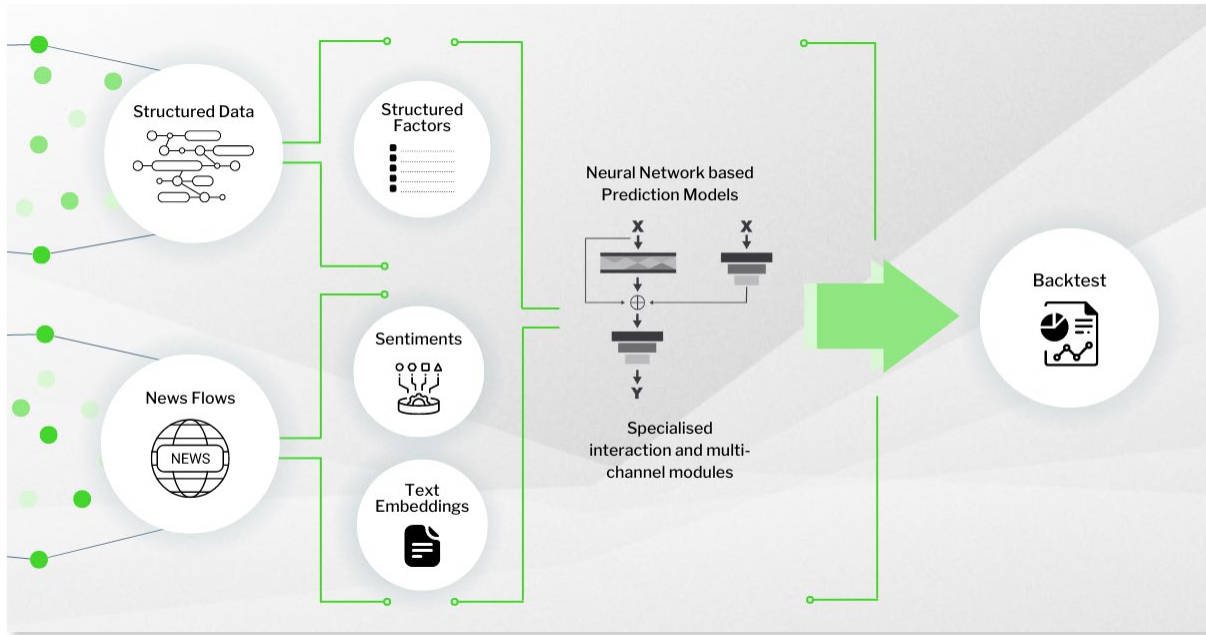 Structured Data
Structured
Factors
Neural Network based
Prediction Models
X
X
Y
Specialised
interaction and multi-
channel modules
News Flows
NEWS
Sentiments
Text
Embeddings
Backtest